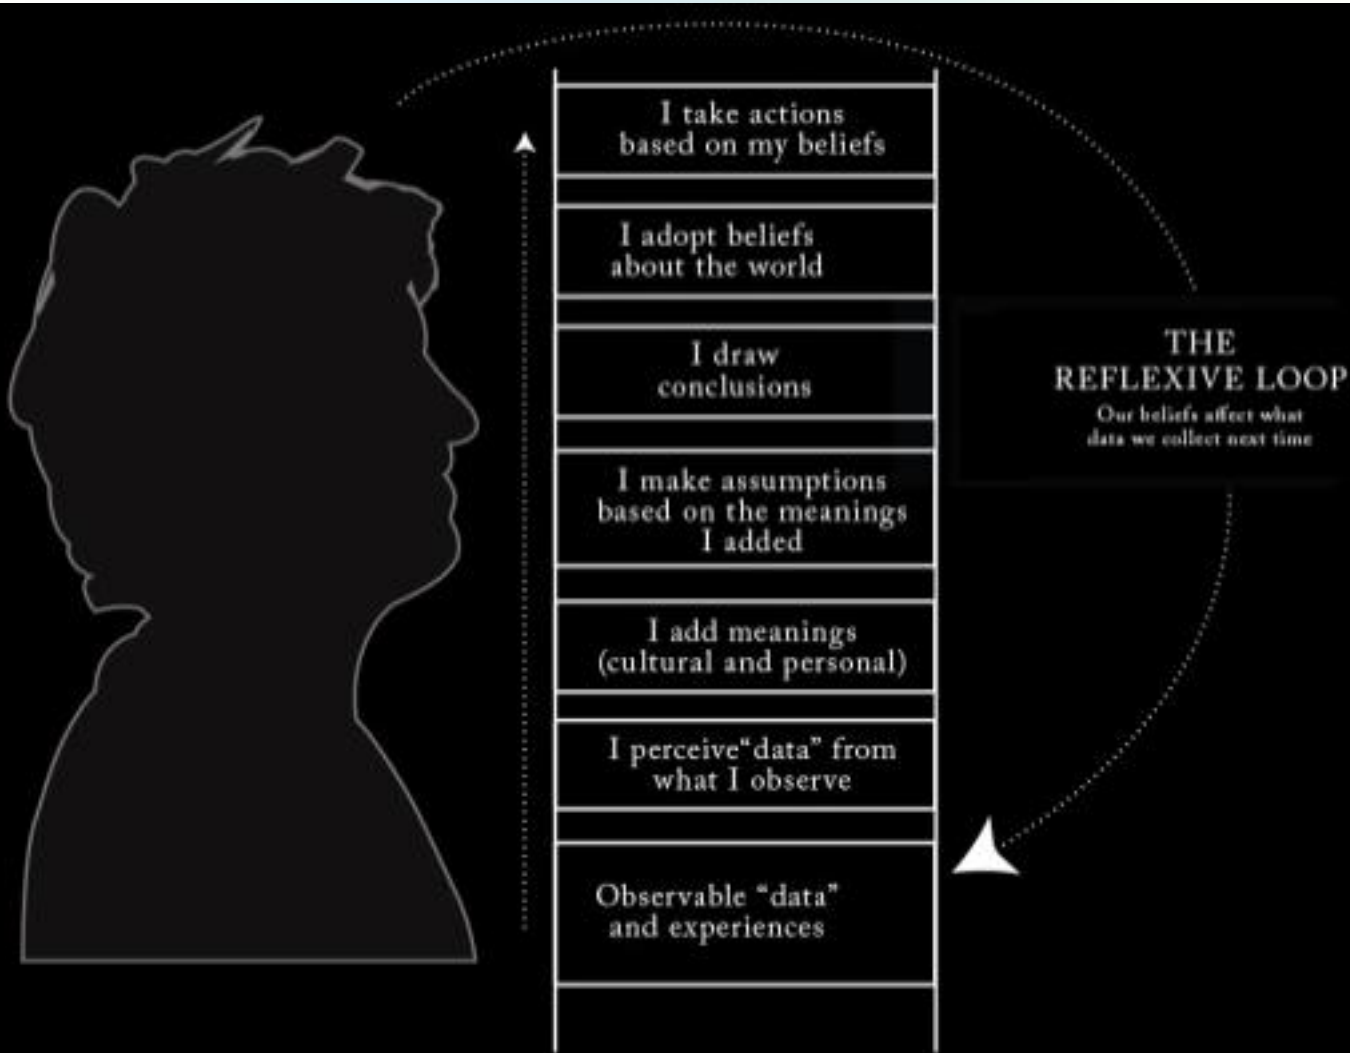 I take actions
based on my beliefs
I adopt beliefs
about the world
I draw
conclusions
I make assumptions
based on the meanings
I added
I add meanings
(cultural and personal)
I perceive“data” from
what I observe
Observable “data”
and experiences
THE
REFLEXIVE LOOP
Our beliefs affect what
data we collect next time